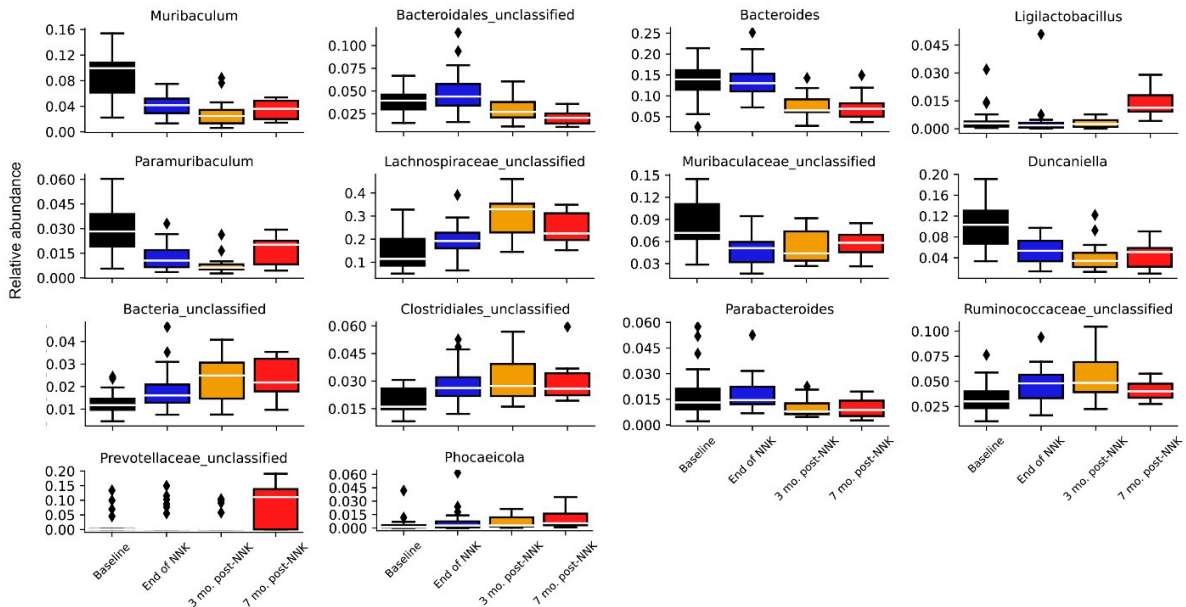 Muribaculum
Bacteroidales_unclassified
Bacteroides
Ligilactobacillus
0.16
0.12
0.08
0.04
0.00
0.100
0.075
0.050
0.025
0.25
0.20
0.15
0.10
0.05
0.045
0.030
0.015
0.000
Relative abundance
Paramuribaculum
Lachnospiraceae_unclassified
Muribaculaceae_unclassified
Duncaniella
0.060
0.045
0.030
0.015
0.000
0.4
0.3
0.2
0.1
0.15
0.12
0.09
0.06
0.03
0.20
0.16
0.12
0.08
0.04
Bacteria_unclassified
Clostridiales_unclassified
Parabacteroides
Ruminococcaceae_unclassified
0.04
0.03
0.02
0.01
0.060
0.045
0.030
0.015
0.060
0.045
0.030
0.015
0.000
0.100
0.075
0.050
0.025
Baseline
End of NNK
3 mo. post-NNK
7 mo. post-NNK
Baseline
End of NNK
3 mo. post-NNK
7 mo. post-NNK
Prevotellaceae_unclassified
Phocaeicola
0.20
0.15
0.10
0.05
0.00
0.060
0.045
0.030
0.015
0.000
Baseline
End of NNK
3 mo. post-NNK
7 mo. post-NNK
Baseline
End of NNK
3 mo. post-NNK
7 mo. post-NNK